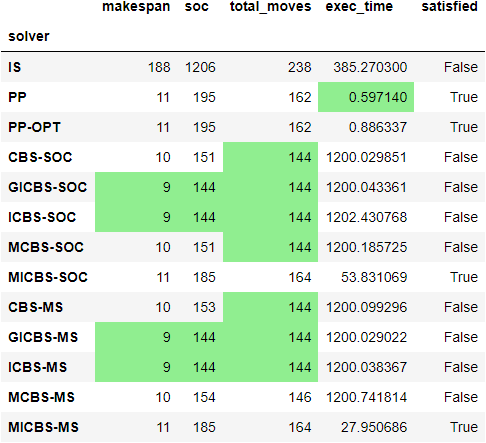 makespan soc total_moves exec_time satisfied
solver
IS 188 1206 238 385.270300 False
PP 11 195 162 0.597140 True
PP-OPT 11 195 162 0.886337 True
CBS-SOC 10 151 144 1200.029851 False
GICBS-SOC 9 144 144 1200.043361 False
ICBS-SOC 9 144 144 1202.430768 False
MCBS-SOC 10 151 144 1200.185725 False
MICBS-SOC 11 185 164 53.831069 True
CBS-MS 10 153 144 1200.099296 False
GICBS-MS 9 144 144 1200.029022 False
ICBS-MS 9 144 144 1200.038367 False
MCBS-MS 10 154 146 1200.741814 False
MICBS-MS 11 185 164 27.950686 True